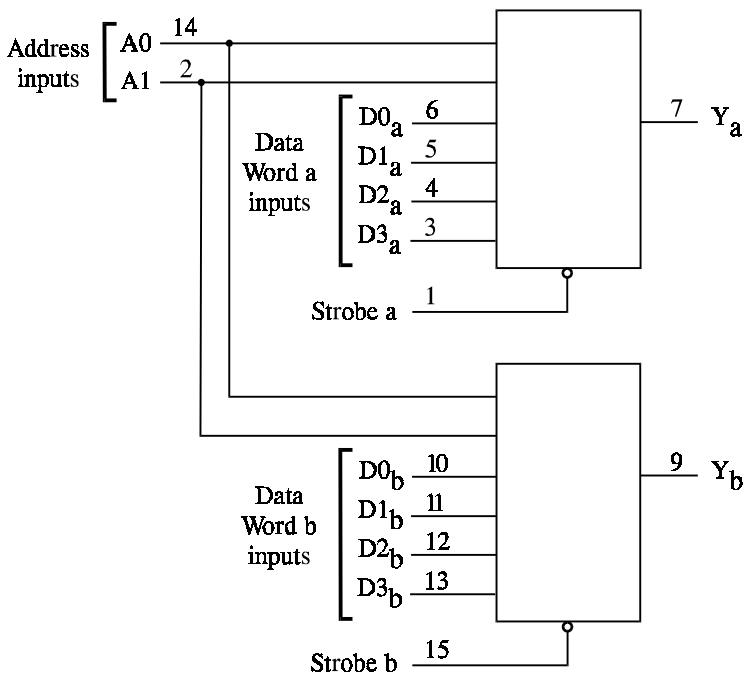 Address
inputs
A0 14
A1 2
Data
Word a
inputs
D0a 6
D1a 5
D2a 4
D3a 3
7 Ya
Strobe a 1
Data
Word b
inputs
D0b 10
D1b 11
D2b 12
D3b 13
9 Yb
Strobe b 15